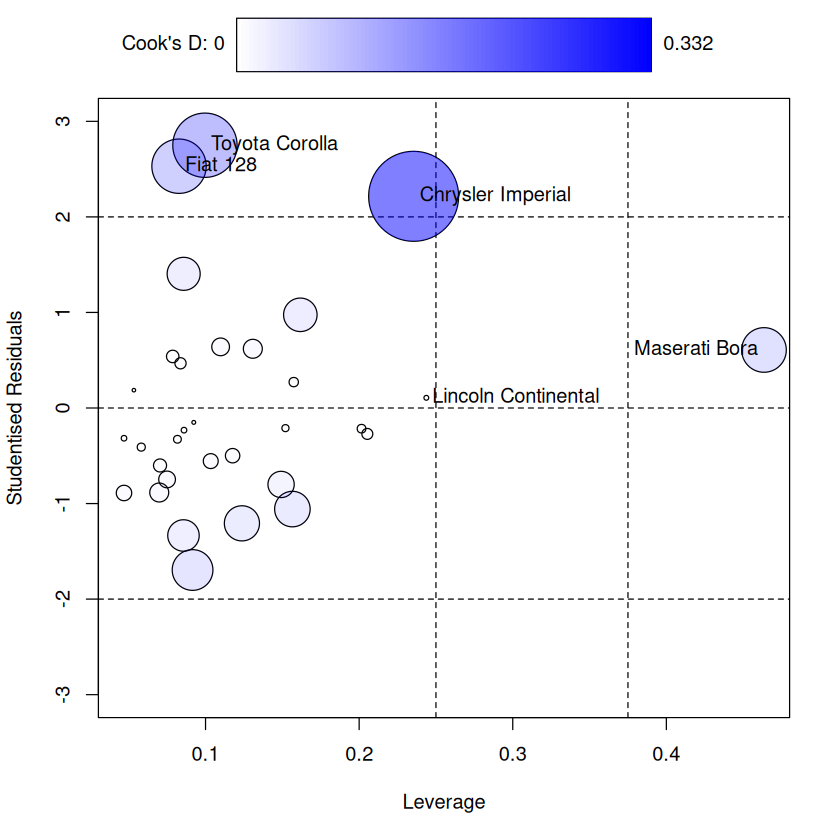 Cook's D: 0
0.332
3
Toyota Corolla
Fiat 128
Chrysler Imperial
2
1
Maserati Bora
Lincoln Continental
0
-1
-2
-3
Studentised Residuals
0.1
0.2
0.3
0.4
Leverage